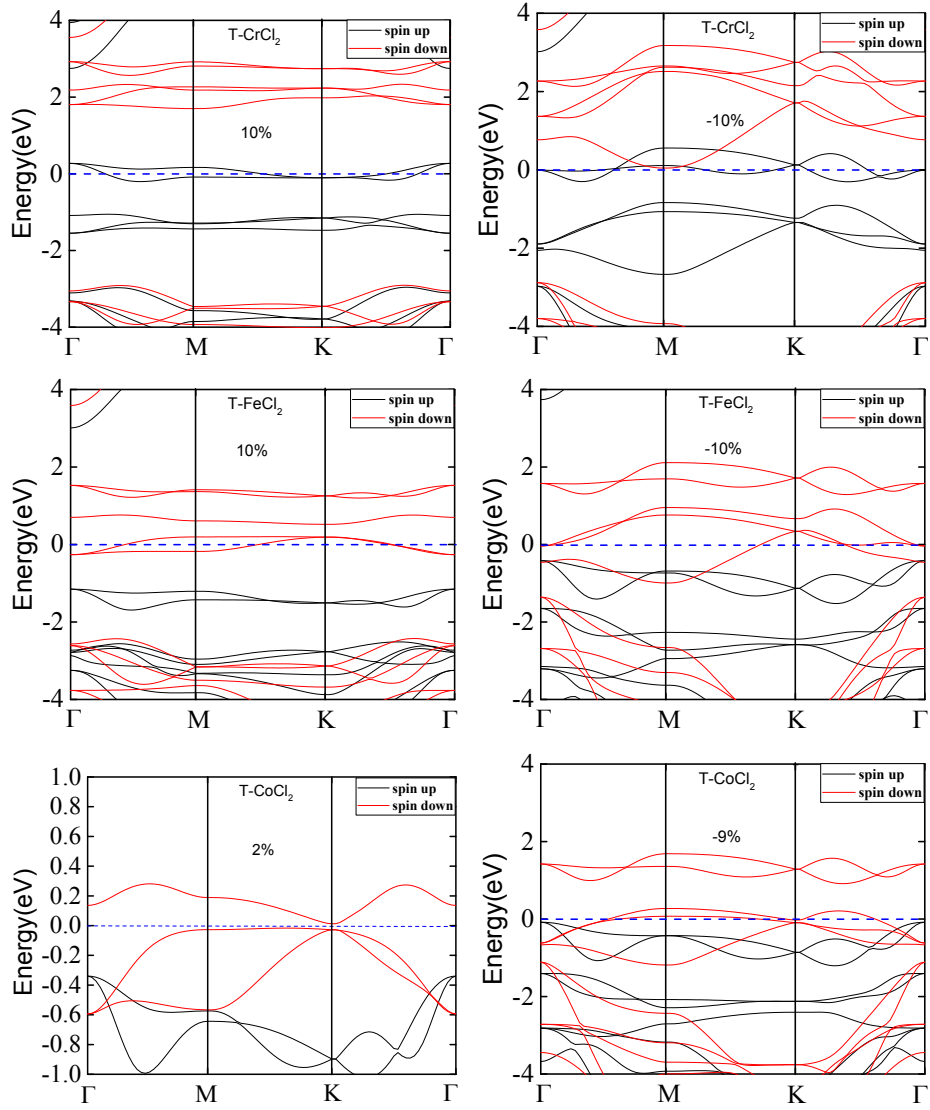 T-CrCl2
spin up
spin down
10%
Energy(eV)
4
2
0
-2
-4
Γ M K Γ
T-CrCl2
spin up
spin down
-10%
Energy(eV)
4
2
0
-2
-4
Γ M K Γ
T-FeCl2
spin up
spin down
10%
Energy(eV)
4
2
0
-2
-4
Γ M K Γ
T-FeCl2
spin up
spin down
-10%
Energy(eV)
4
2
0
-2
-4
Γ M K Γ
T-CoCl2
spin up
spin down
2%
Energy(eV)
1.0
0.8
0.6
0.4
0.2
0.0
-0.2
-0.4
-0.6
-0.8
-1.0
Γ M K Γ
T-CoCl2
spin up
spin down
-9%
Energy(eV)
4
2
0
-2
-4
Γ M K Γ